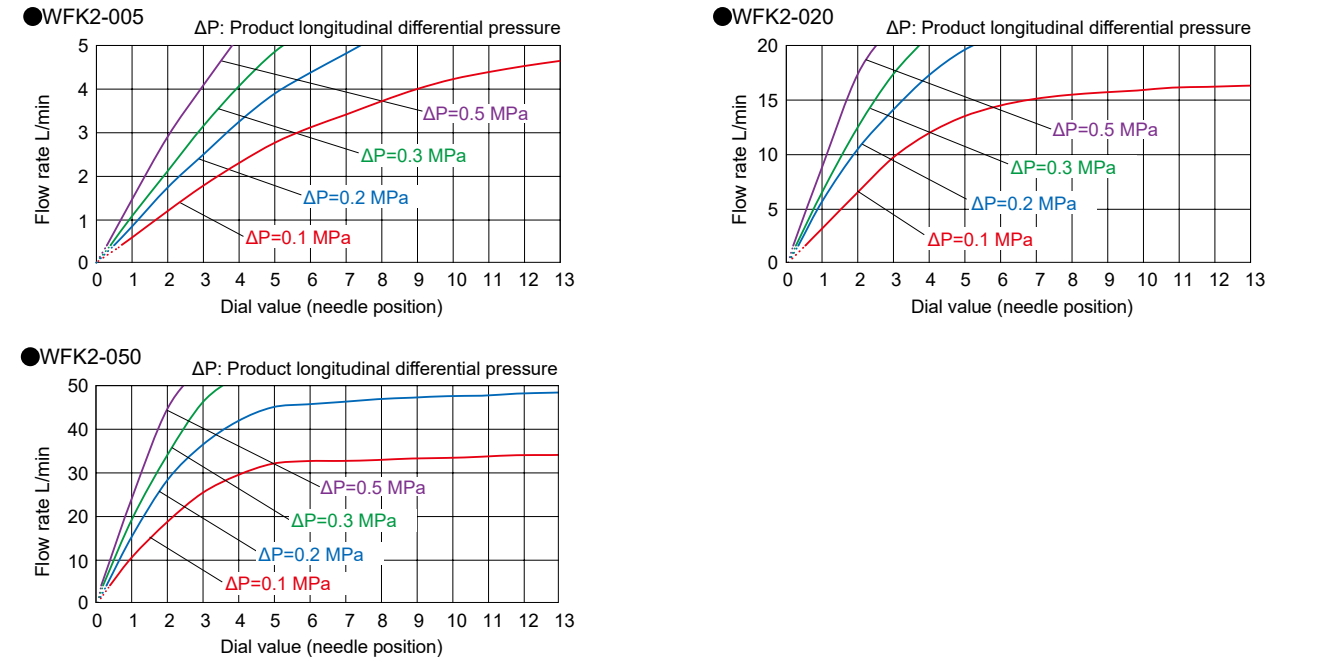 ●WFK2-005
ΔP: Product longitudinal differential pressure
Flow rate L/min
5
4
3
2
1
0
ΔP=0.5 MPa
ΔP=0.3 MPa
ΔP=0.2 MPa
ΔP=0.1 MPa
0 1 2 3 4 5 6 7 8 9 10 11 12 13
Dial value (needle position)
●WFK2-020
ΔP: Product longitudinal differential pressure
Flow rate L/min
20
15
10
5
0
ΔP=0.5 MPa
ΔP=0.3 MPa
ΔP=0.2 MPa
ΔP=0.1 MPa
0 1 2 3 4 5 6 7 8 9 10 11 12 13
Dial value (needle position)
●WFK2-050
ΔP: Product longitudinal differential pressure
Flow rate L/min
50
40
30
20
10
0
ΔP=0.5 MPa
ΔP=0.3 MPa
ΔP=0.2 MPa
ΔP=0.1 MPa
0 1 2 3 4 5 6 7 8 9 10 11 12 13
Dial value (needle position)